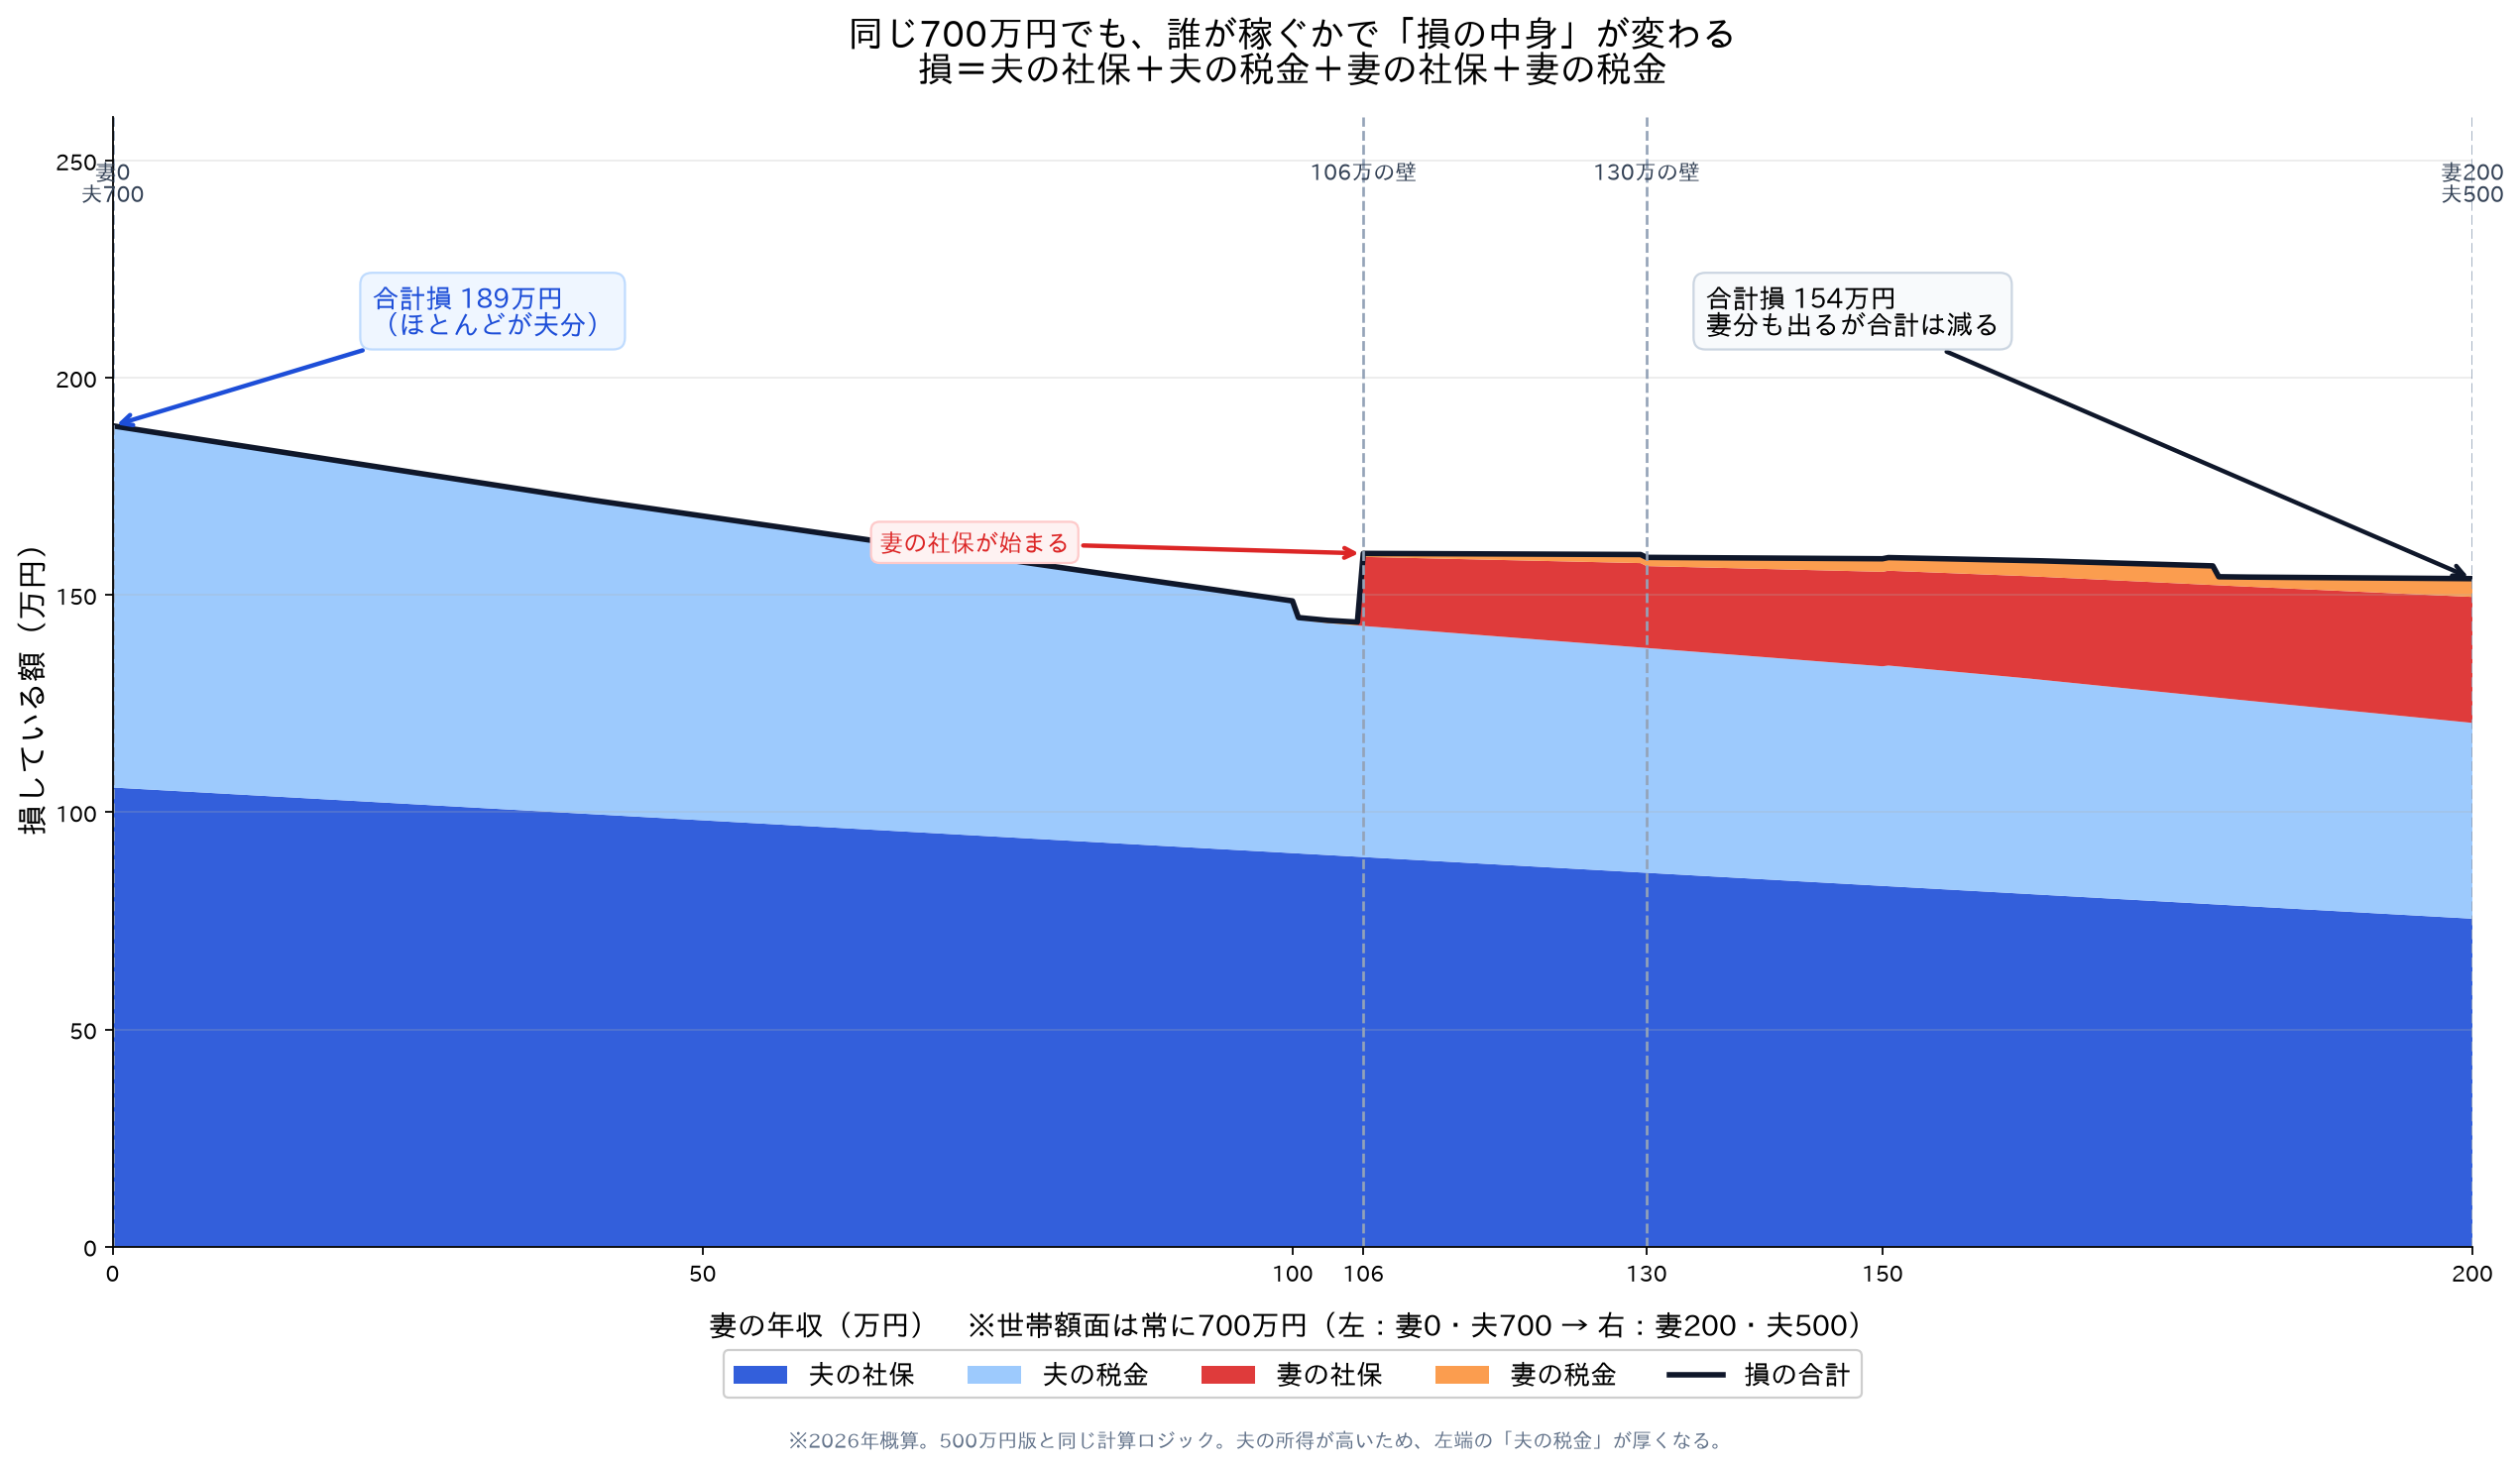 同じ700万円でも、誰が稼ぐかで「損の中身」が変わる
損＝夫の社保＋夫の税金＋妻の社保＋妻の税金
250
妻0
夫700
106万の壁
130万の壁
妻200
夫500
合計損 189万円
（ほとんどが夫分）
合計損 154万円
妻分も出るが合計は減る
200
妻の社保が始まる
150
100
50
0
損している額（万円）
0
50
100
106
130
150
200
妻の年収（万円）　※世帯額面は常に700万円（左：妻0・夫700 → 右：妻200・夫500）
夫の社保
夫の税金
妻の社保
妻の税金
損の合計
※2026年概算。500万円版と同じ計算ロジック。夫の所得が高いため、左端の「夫の税金」が厚くなる。